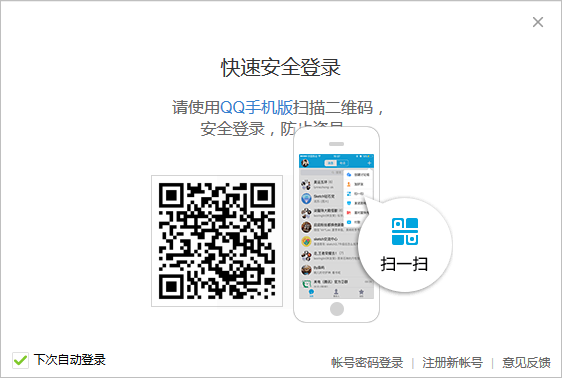 快速安全登录
请使用QQ手机版扫描二维码，
安全登录，防止盗号
扫一扫
下次自动登录
帐号密码登录 | 注册新帐号 | 意见反馈